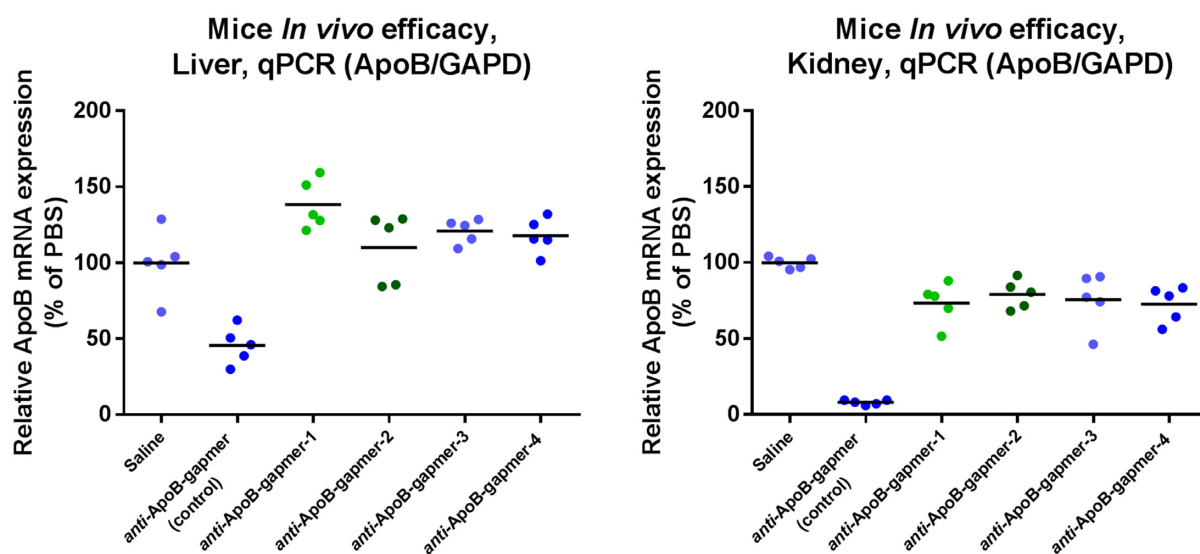 Mice In vivo efficacy,
Liver, qPCR (ApoB/GAPD)
Relative ApoB mRNA expression
(% of PBS)
200
150
100
50
0
Saline
anti-ApoB-gapmer
(control)
anti-ApoB-gapmer-1
anti-ApoB-gapmer-2
anti-ApoB-gapmer-3
anti-ApoB-gapmer-4
Mice In vivo efficacy,
Kidney, qPCR (ApoB/GAPD)
Relative ApoB mRNA expression
(% of PBS)
200
150
100
50
0
Saline
anti-ApoB-gapmer
(control)
anti-ApoB-gapmer-1
anti-ApoB-gapmer-2
anti-ApoB-gapmer-3
anti-ApoB-gapmer-4